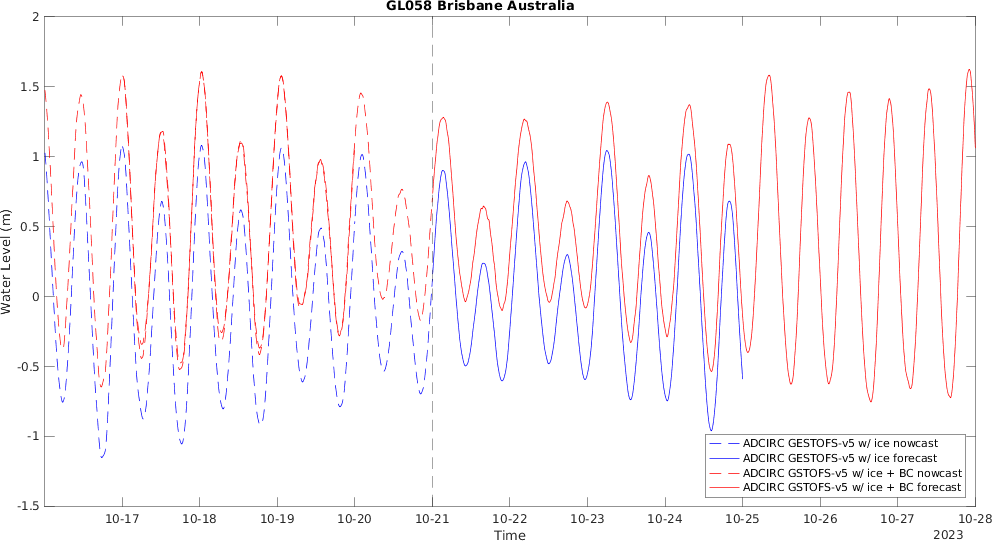 GL058 Brisbane Australia
2
1.5
1
0.5
0
-0.5
-1
-1.5
Water Level (m)
ADCIRC GESTOFS-v5 w/ ice nowcast
ADCIRC GESTOFS-v5 w/ ice forecast
ADCIRC GSTOFS-v5 w/ ice + BC nowcast
ADCIRC GSTOFS-v5 w/ ice + BC forecast
10-17 10-18 10-19 10-20 10-21 10-22 10-23 10-24 10-25 10-26 10-27 10-28
Time
2023